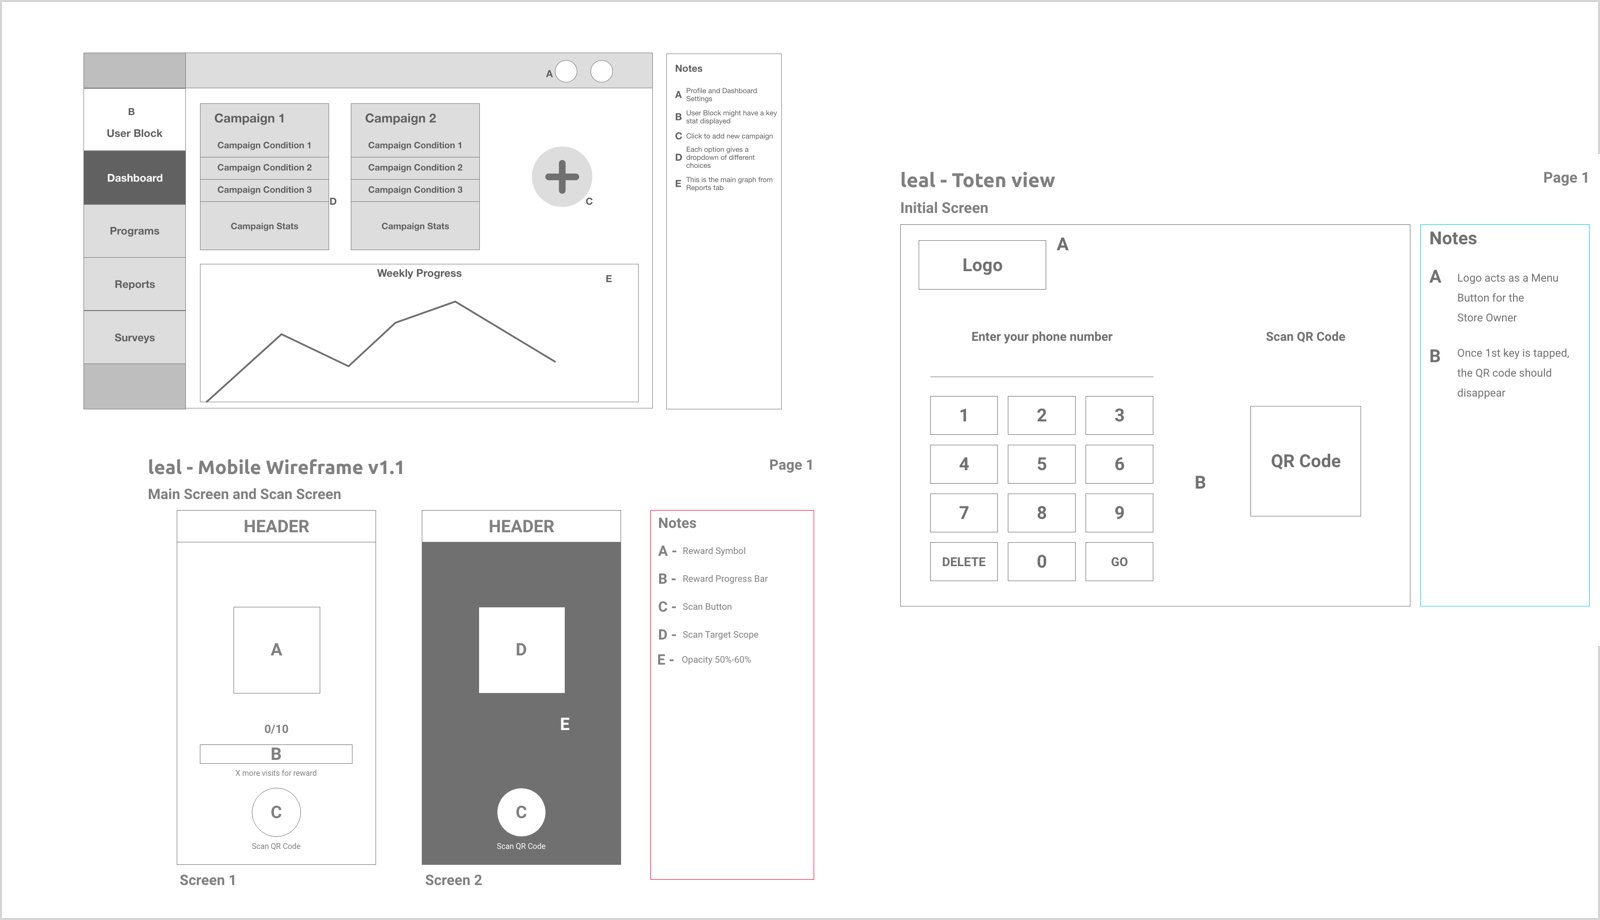 A
B
User Block
Dashboard
Programs
Reports
Surveys
Campaign 1
Campaign Condition 1
Campaign Condition 2
Campaign Condition 3
Campaign Stats
D
Campaign 2
Campaign Condition 1
Campaign Condition 2
Campaign Condition 3
Campaign Stats
C
Weekly Progress
E
Notes
A Profile and Dashboard
Settings
B User Block might have a key
stat displayed
C Click to add new campaign
D Each option gives a
dropdown of different
choices
E This is the main graph from
Reports tab
leal - Mobile Wireframe v1.1
Page 1
Main Screen and Scan Screen
HEADER
A
0/10
B
X more visits for reward
C
Scan QR Code
Screen 1
HEADER
D
E
C
Scan QR Code
Screen 2
Notes
A - Reward Symbol
B - Reward Progress Bar
C - Scan Button
D - Scan Target Scope
E - Opacity 50%-60%
leal - Toten view
Page 1
Initial Screen
Logo
A
Enter your phone number
1 2 3
4 5 6
7 8 9
DELETE 0 GO
B
Scan QR Code
QR Code
Notes
A Logo acts as a Menu
Button for the
Store Owner
B Once 1st key is tapped,
the QR code should
disappear